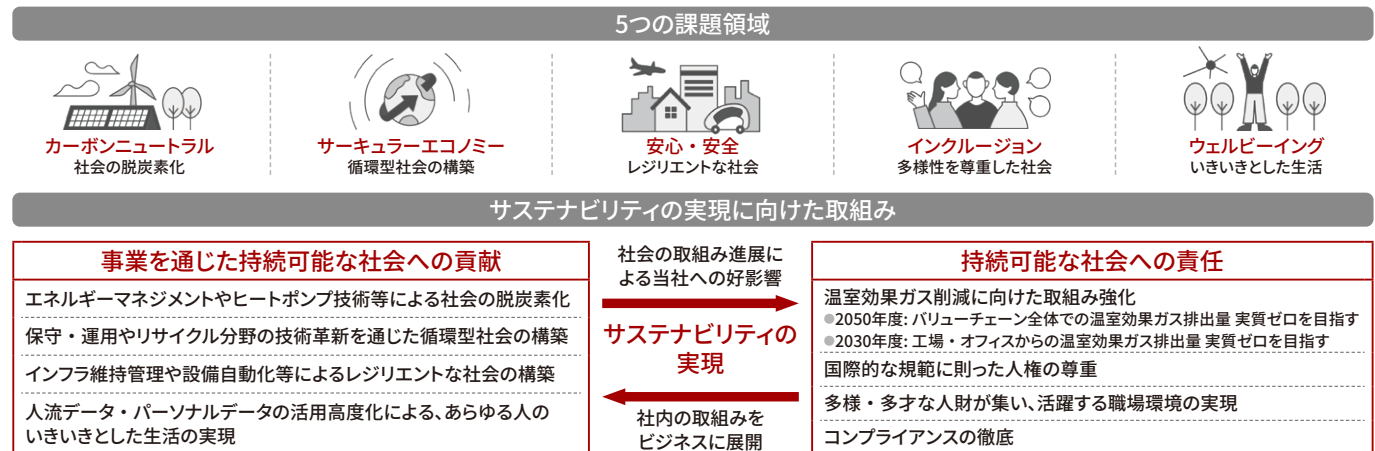 5つの課題領域
カーボンニュートラル
社会の脱炭素化
サーキュラーエコノミー
循環型社会の構築
安心・安全
レジリエントな社会
インクルージョン
多様性を尊重した社会
ウェルビーイング
いきいきとした生活
サステナビリティの実現に向けた取組み
事業を通じた持続可能な社会への貢献
エネルギーマネジメントやヒートポンプ技術等による社会の脱炭素化
保守・運用やリサイクル分野の技術革新を通じた循環型社会の構築
インフラ維持管理や設備自動化等によるレジリエントな社会の構築
人流データ・パーソナルデータの活用高度化による、あらゆる人の
いきいきとした生活の実現
社会の取組み進展に
よる当社への好影響
サステナビリティの
実現
社内の取組みを
ビジネスに展開
持続可能な社会への責任
温室効果ガス削減に向けた取組み強化
●2050年度: バリューチェーン全体での温室効果ガス排出量 実質ゼロを目指す
●2030年度: 工場・オフィスからの温室効果ガス排出量 実質ゼロを目指す
国際的な規範に則った人権の尊重
多様・多才な人財が集い、活躍する職場環境の実現
コンプライアンスの徹底